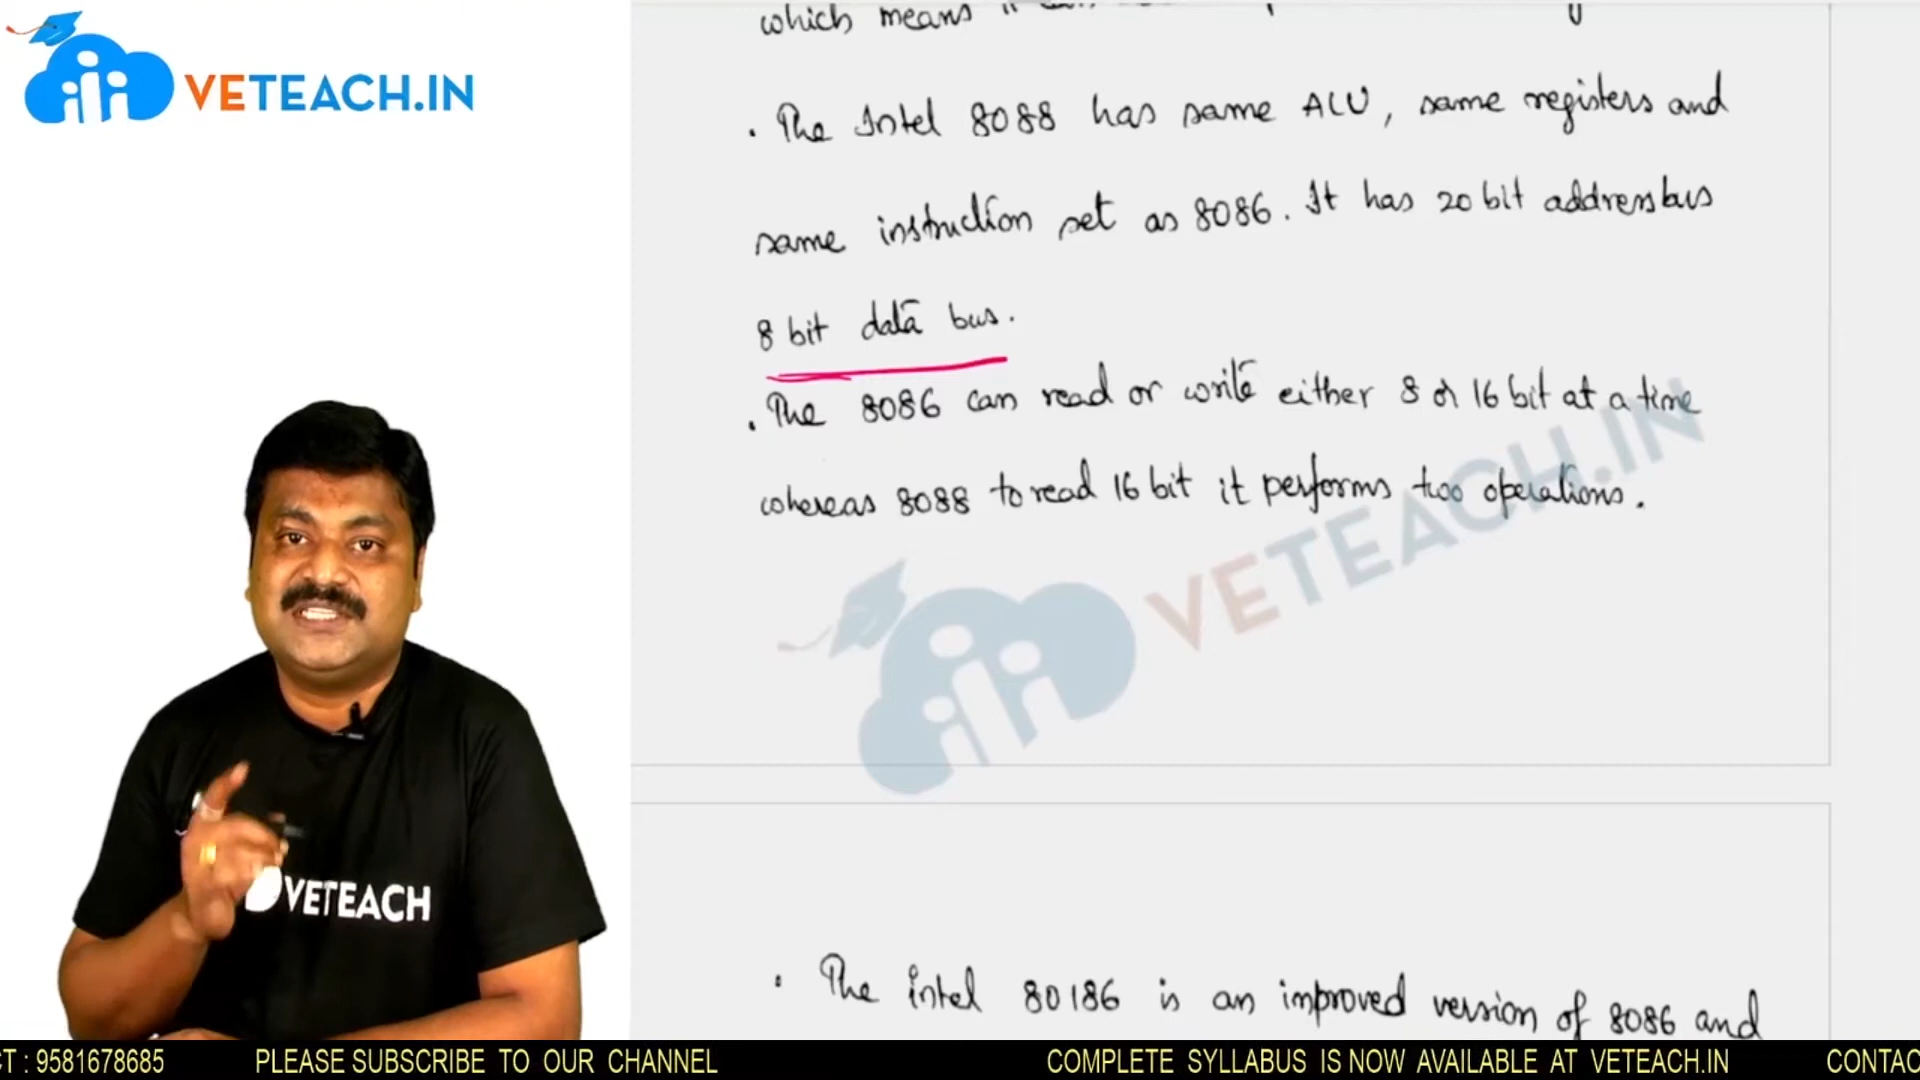 VETEACH.IN
which means it can
. The Intel 8088 has same ALU, same registers and
same instruction set as 8086. It has 20 bit address bus
8 bit data bus.
. The 8086 can read or write either 8 or 16 bit at a time
whereas 8088 to read 16 bit it performs two operations.
VETEACH.IN
VETEACH
. The intel 80186 is an improved version of 8086 and
CT : 9581678685 PLEASE SUBSCRIBE TO OUR CHANNEL COMPLETE SYLLABUS IS NOW AVAILABLE AT VETEACH.IN CONTAC